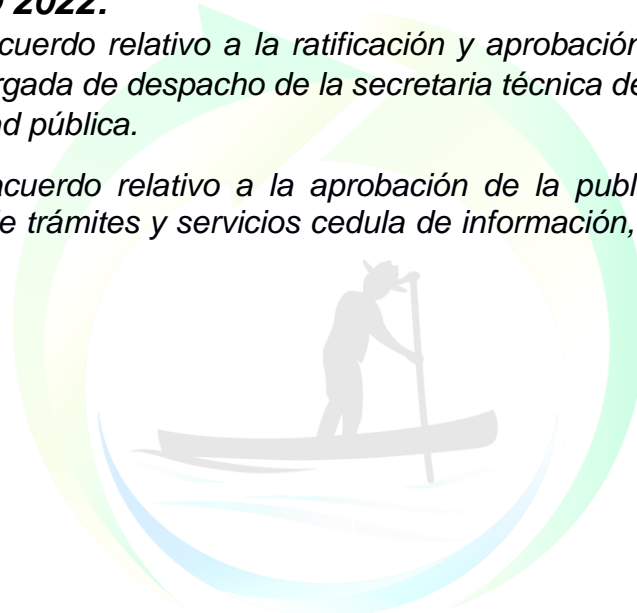 2022.
cuerdo relativo a la ratificación y aprobación
rgada de despacho de la secretaria técnica de
d pública.
acuerdo relativo a la aprobación de la publ
e trámites y servicios cedula de información,